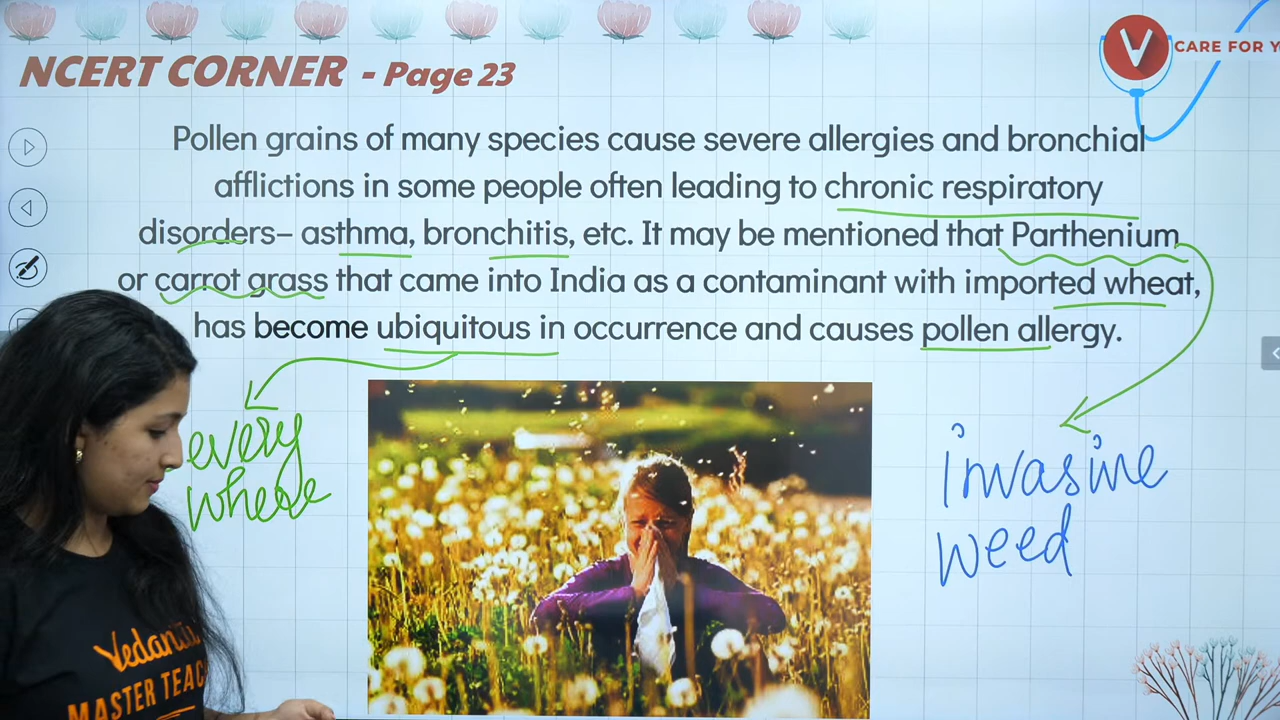 NCERT CORNER - Page 23
CARE FOR Y
Pollen grains of many species cause severe allergies and bronchial
afflictions in some people often leading to chronic respiratory
disorders– asthma, bronchitis, etc. It may be mentioned that Parthenium
or carrot grass that came into India as a contaminant with imported wheat,
has become ubiquitous in occurrence and causes pollen allergy.
every
where
invasive
weed
Vedantu
MASTER TEAC